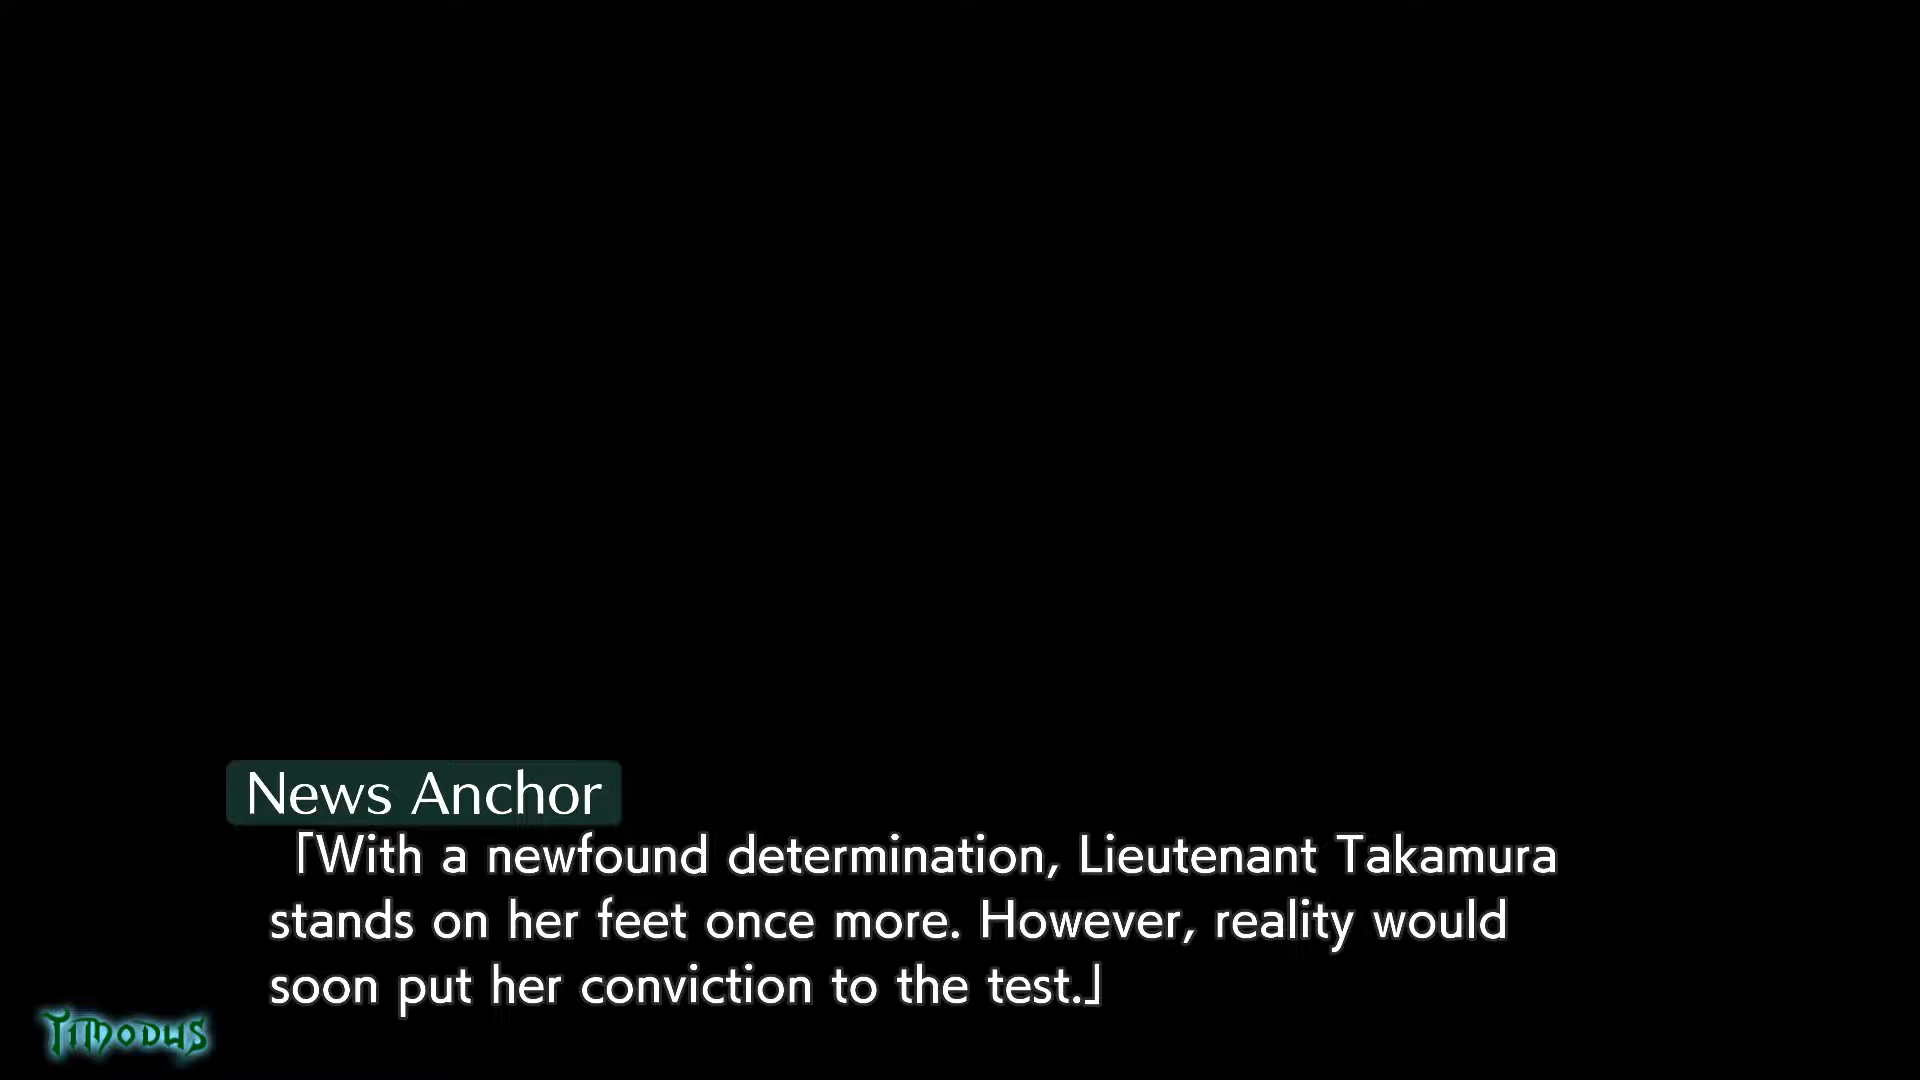 News Anchor
「With a newfound determination, Lieutenant Takamura
stands on her feet once more. However, reality would
soon put her conviction to the test.」
TIMODUS